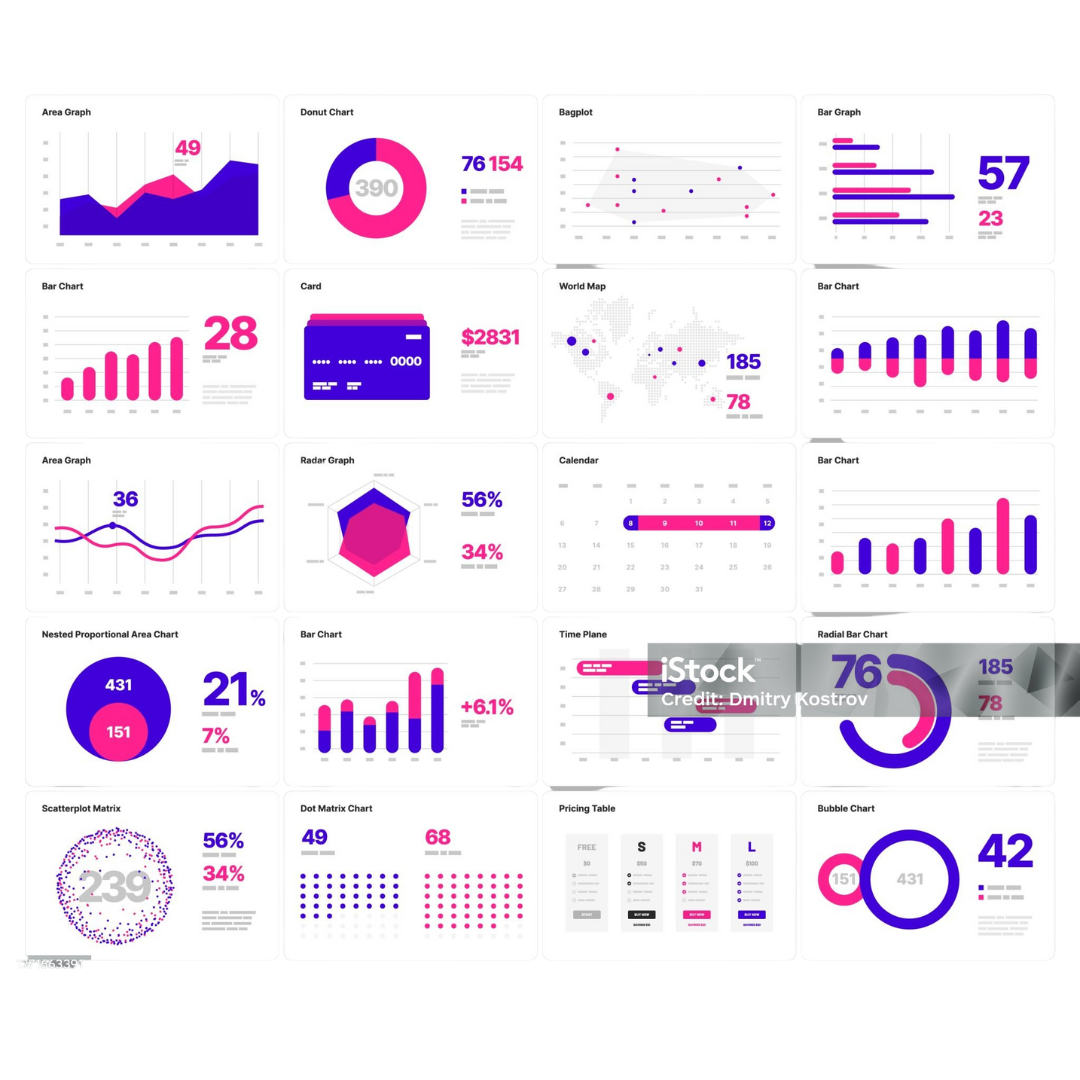 Area Graph
49
Donut Chart
390
76 154
Bagplot
Bar Graph
57
23
Bar Chart
28
Card
0000
$2831
World Map
185
78
Bar Chart
Area Graph
36
Radar Graph
56%
34%
Calendar
1 2 3 4 5
6 7 8 9 10 11 12
13 14 15 16 17 18 19
20 21 22 23 24 25 26
27 28 29 30 31
Bar Chart
Nested Proportional Area Chart
431
151
21%
7%
Bar Chart
+6.1%
Time Plane
iStock™
Credit: Dmitry Kostrov
Radial Bar Chart
76
185
78
Scatterplot Matrix
239
56%
34%
Dot Matrix Chart
49
68
Pricing Table
FREE S M L
$0 $59 $79 $100
START BUY NOW BUY NOW BUY NOW
Bubble Chart
151
431
42